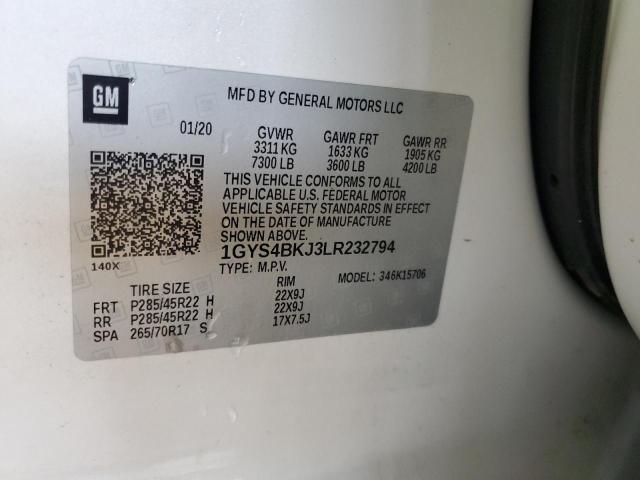 GM
MFD BY GENERAL MOTORS LLC
01/20 GVWR GAWR FRT GAWR RR
3311 KG 1633 KG 1905 KG
7300 LB 3600 LB 4200 LB
THIS VEHICLE CONFORMS TO ALL
APPLICABLE U.S. FEDERAL MOTOR
VEHICLE SAFETY STANDARDS IN EFFECT
ON THE DATE OF MANUFACTURE
SHOWN ABOVE.
140X 1GYS4BKJ3LR232794
TYPE: M.P.V. MODEL: 346K15706
TIRE SIZE RIM
FRT P285/45R22 H 22X9J
RR P285/45R22 H 22X9J
SPA 265/70R17 S 17X7.5J